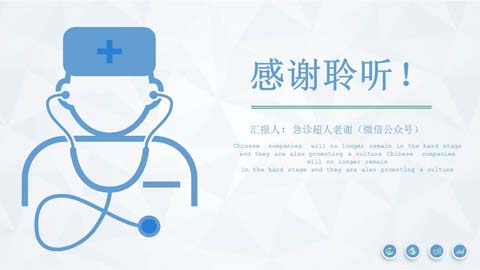 感谢聆听！
汇报人：急诊超人老谢（微信公众号）
Chinese companies will no longer remain in the hard stage
and they are also promoting a culture Chinese companies
will no longer remain
in the hard stage and they are also promoting a culture